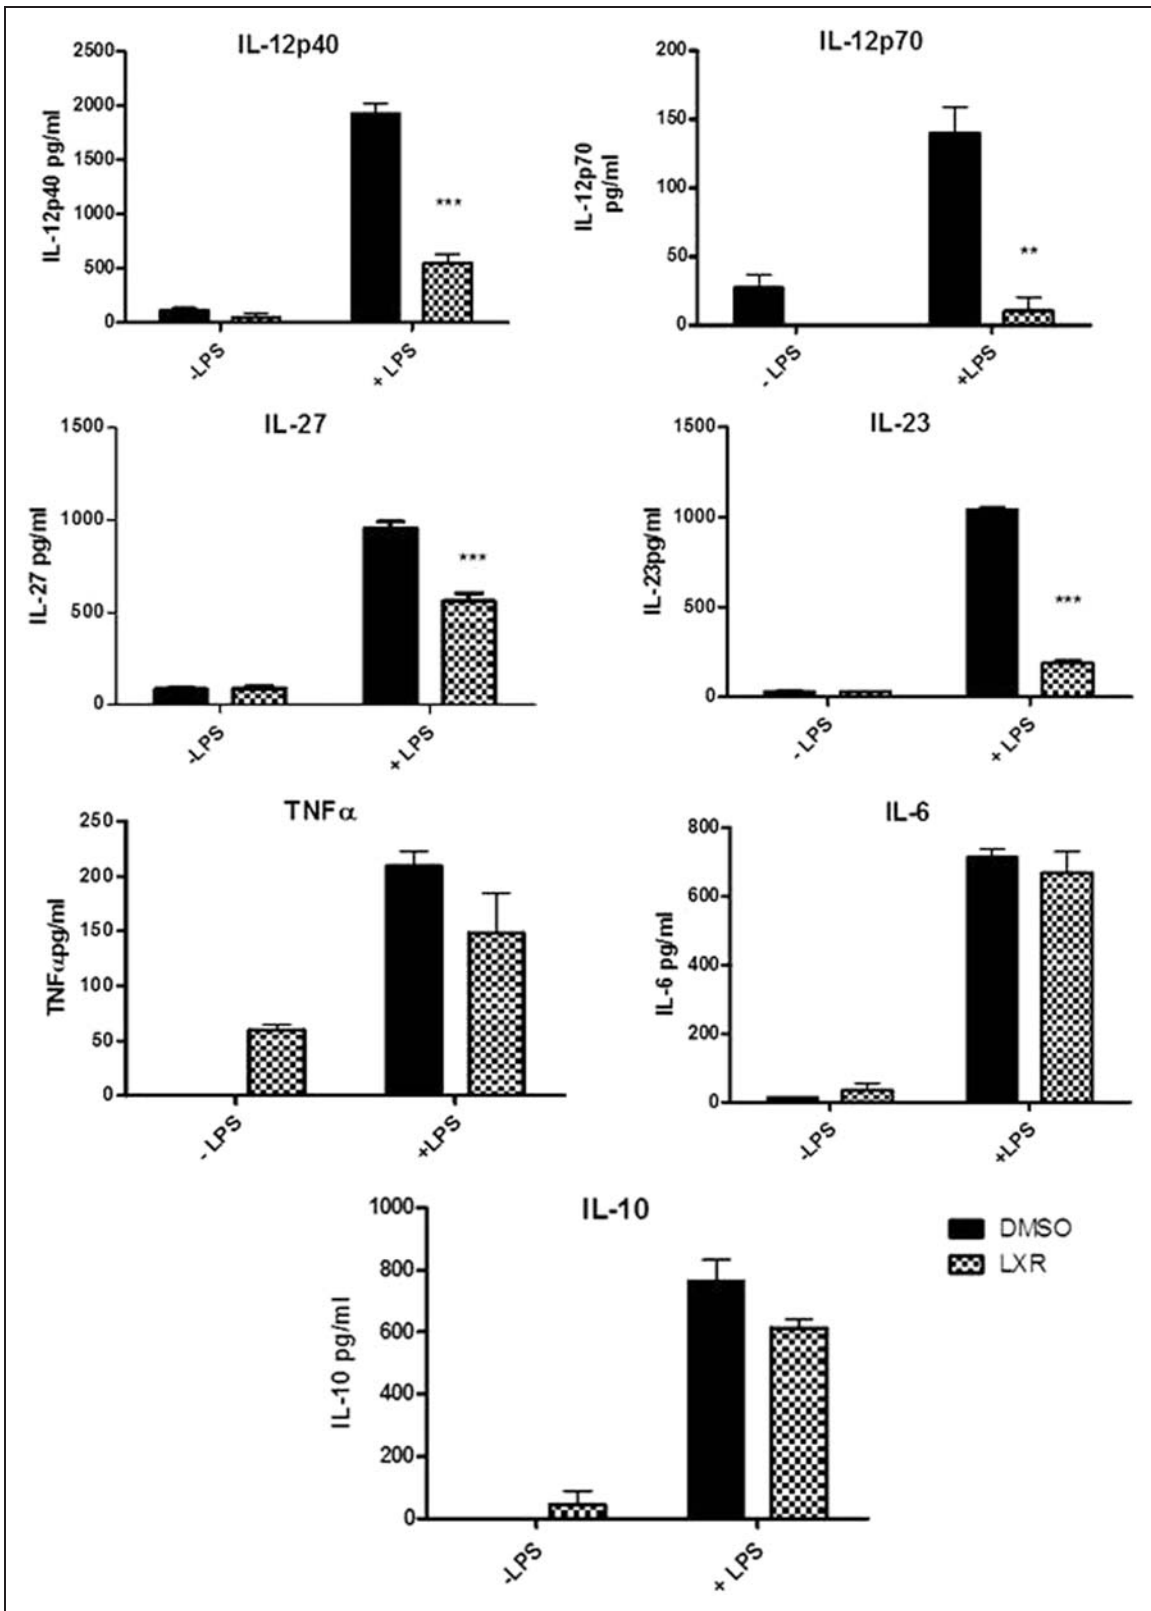 IL-12p40
IL-12p40 pg/ml
2500
2000
1500
1000
500
0
***
-LPS
+ LPS
IL-12p70
IL-12p70
pg/ml
200
150
100
50
0
**
- LPS
+LPS
IL-27
IL-27 pg/ml
1500
1000
500
0
***
-LPS
+ LPS
IL-23
IL-23pg/ml
1500
1000
500
0
***
- LPS
+ LPS
TNFα
TNFαpg/ml
250
200
150
100
50
0
- LPS
+LPS
IL-6
IL-6 pg/ml
800
600
400
200
0
-LPS
+LPS
IL-10
IL-10 pg/ml
1000
800
600
400
200
0
-LPS
+ LPS
DMSO
LXR